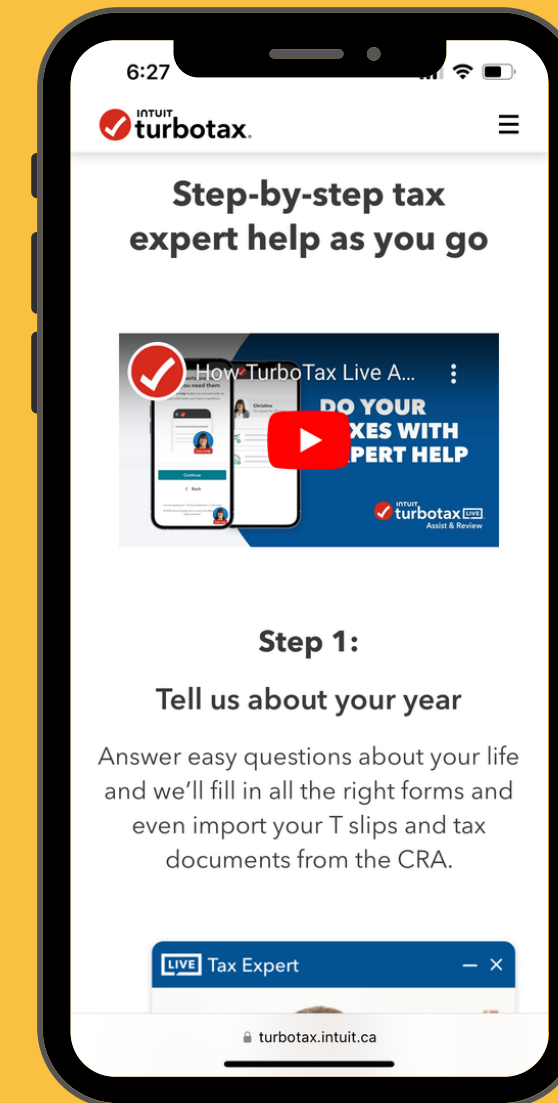 6:27
INTUIT
turbotax.
Step-by-step tax
expert help as you go
How TurboTax Live A...
you need them
Christine
DO YOUR
XES WITH
PERT HELP
Continue
Back
INTUIT
turbotax LIVE
Assist & Review
Step 1:
Tell us about your year
Answer easy questions about your life
and we’ll fill in all the right forms and
even import your T slips and tax
documents from the CRA.
LIVE Tax Expert
turbotax.intuit.ca